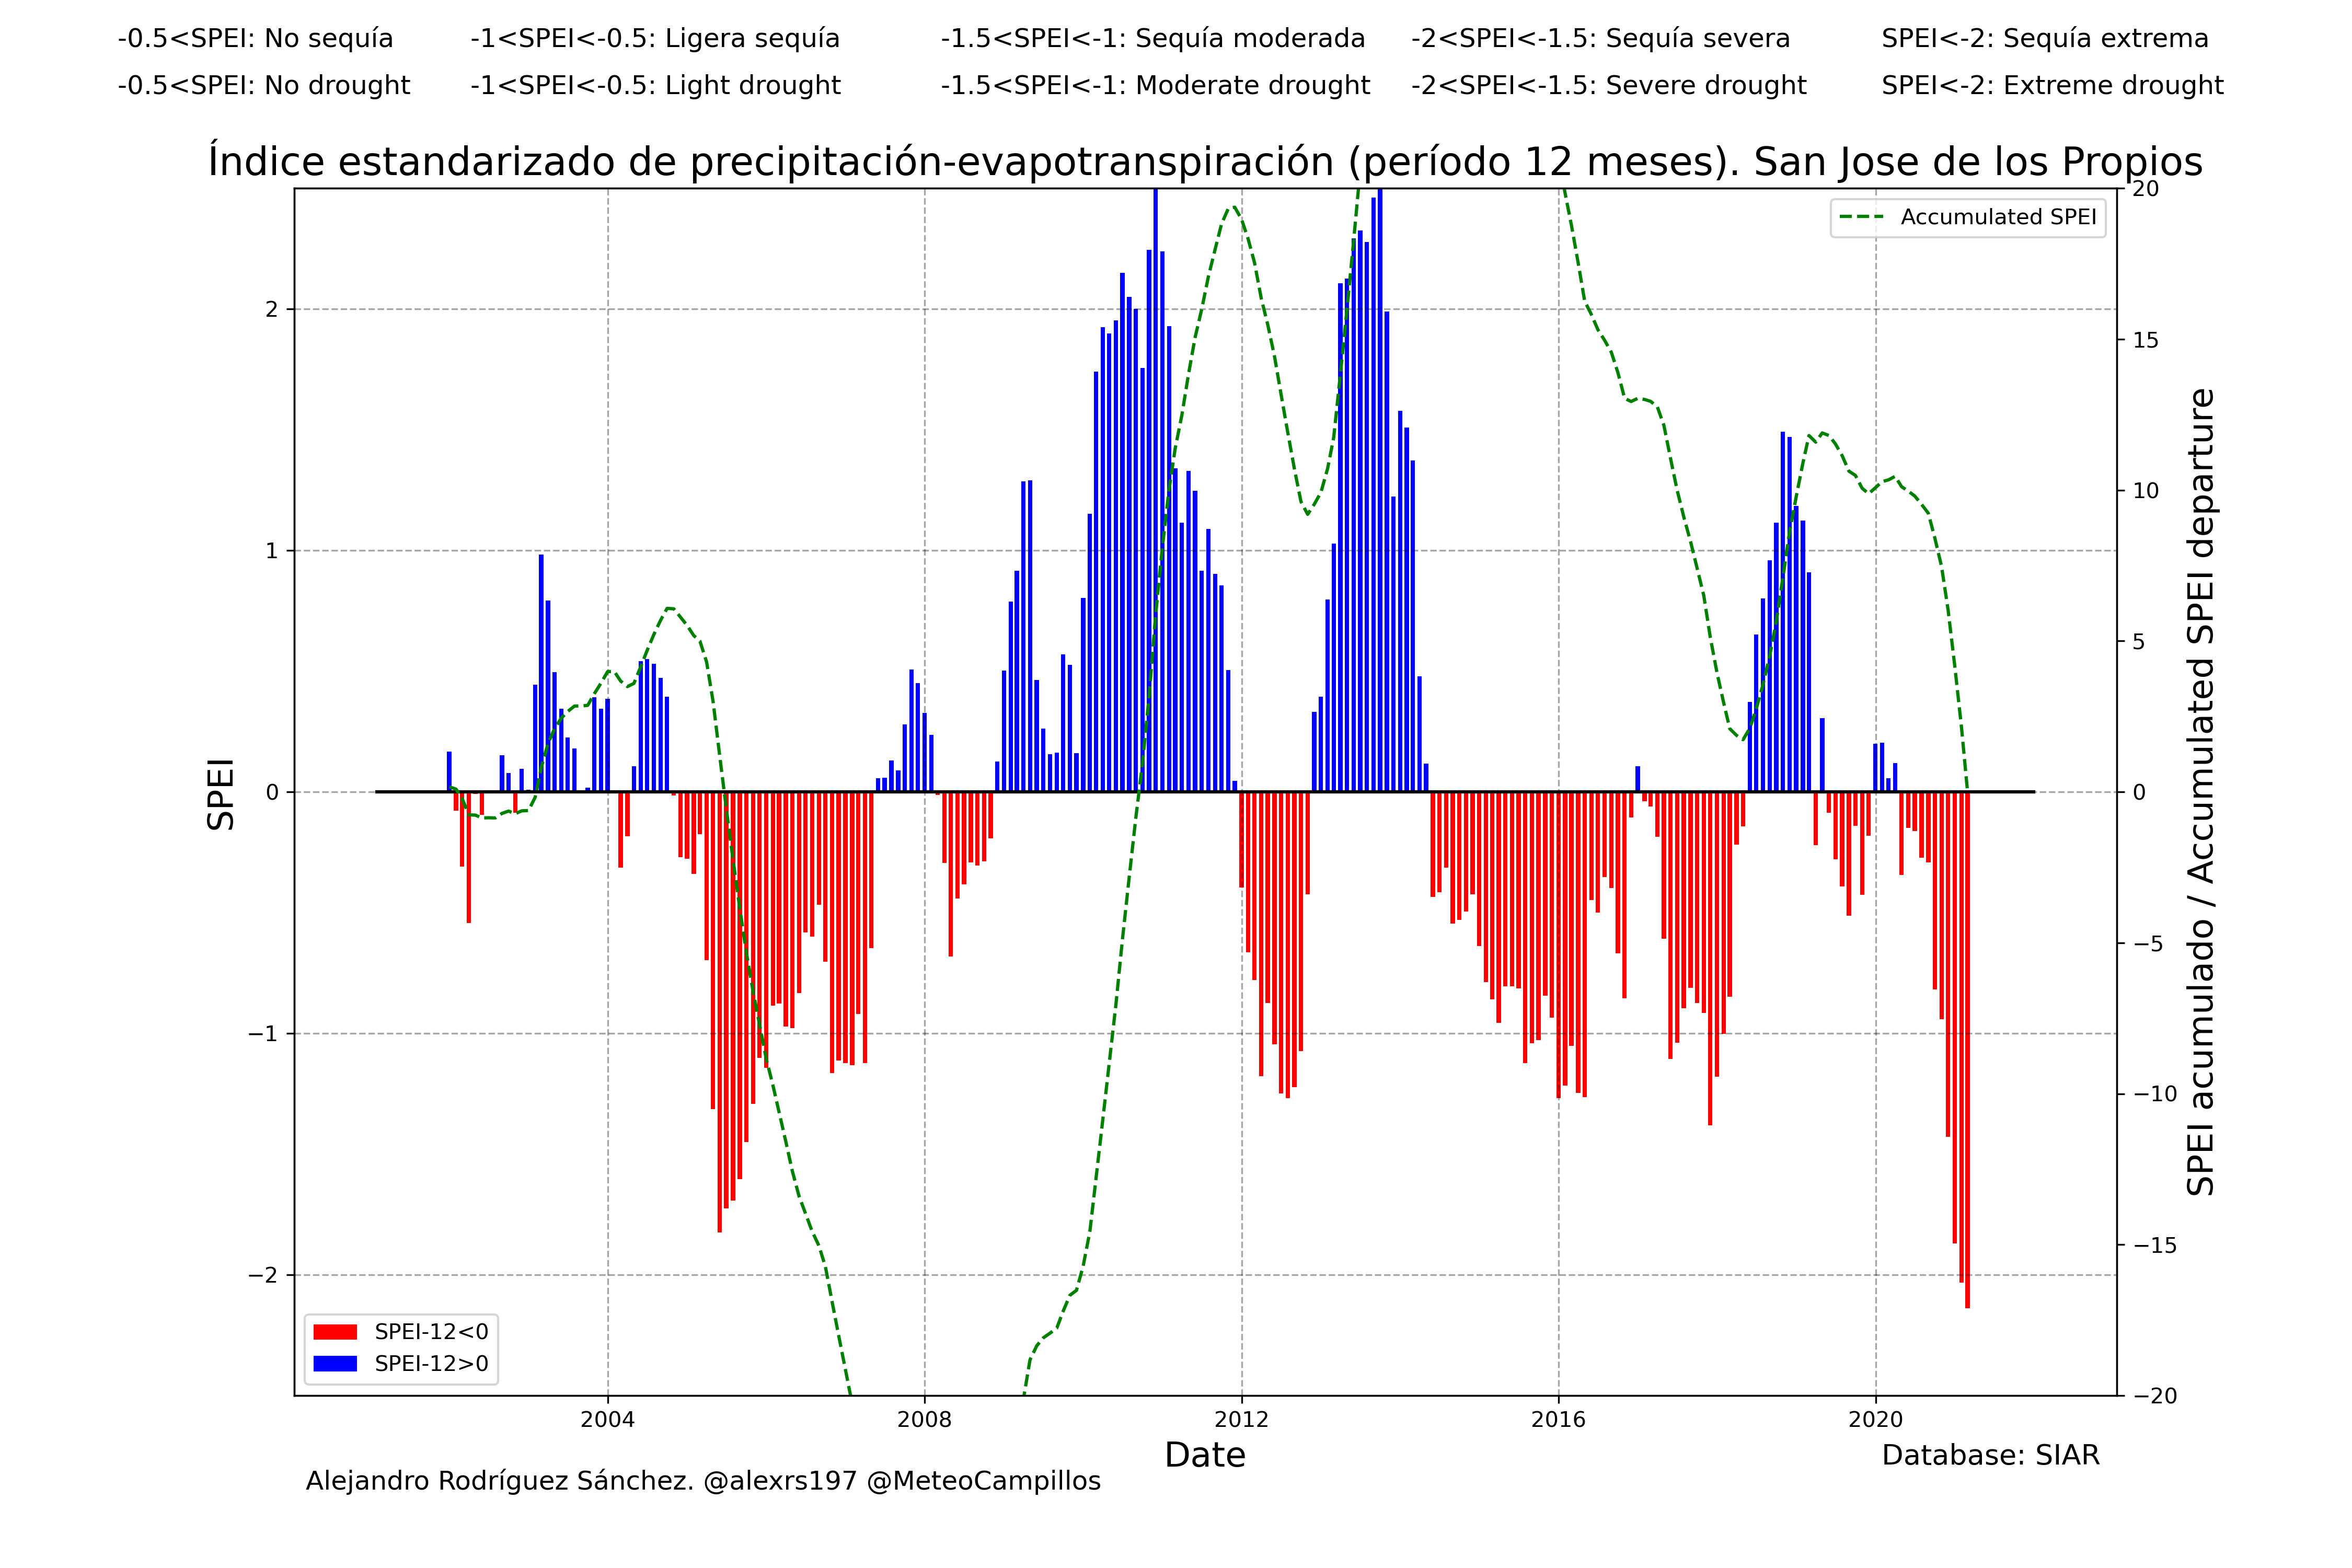 -0.5<SPEI: No sequía -1<SPEI<-0.5: Ligera sequía -1.5<SPEI<-1: Sequía moderada -2<SPEI<-1.5: Sequía severa SPEI<-2: Sequía extrema
-0.5<SPEI: No drought -1<SPEI<-0.5: Light drought -1.5<SPEI<-1: Moderate drought -2<SPEI<-1.5: Severe drought SPEI<-2: Extreme drought
Índice estandarizado de precipitación-evapotranspiración (período 12 meses). San Jose de los Propios
Accumulated SPEI
SPEI
2
1
0
−1
−2
20
15
10
5
0
−5
−10
−15
−20
SPEI acumulado / Accumulated SPEI departure
SPEI-12<0
SPEI-12>0
2004 2008 2012 2016 2020
Date
Database: SIAR
Alejandro Rodríguez Sánchez. @alexrs197 @MeteoCampillos